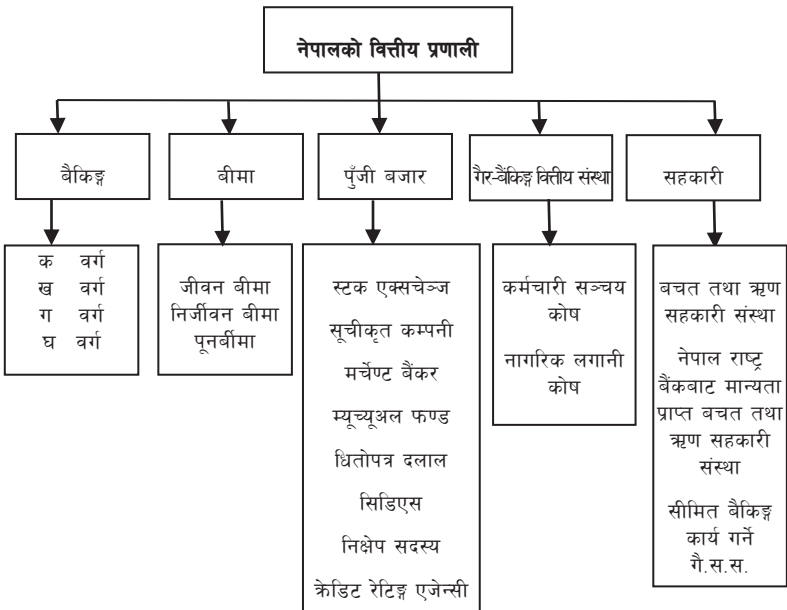 नेपालको वित्तीय प्रणाली
बैकिङ्ग
बीमा
पुँजी बजार
गैर-बैंकिङ्ग वित्तीय संस्था
सहकारी
क वर्ग
ख वर्ग
ग वर्ग
घ वर्ग
जीवन बीमा
निर्जीवन बीमा
पूनर्बीमा
स्टक एक्सचेञ्ज
सूचीकृत कम्पनी
मर्चेण्ट बैंकर
म्यूच्यूअल फण्ड
धितोपत्र दलाल
सिडिएस
निक्षेप सदस्य
क्रेडिट रेटिङ्ग एजेन्सी
कर्मचारी सञ्चय
कोष
नागरिक लगानी
कोष
बचत तथा ऋण
सहकारी संस्था
नेपाल राष्ट्र
बैंकबाट मान्यता
प्राप्त बचत तथा
ऋण सहकारी
संस्था
सीमित बैकिङ्ग
कार्य गर्ने
गै.स.स.